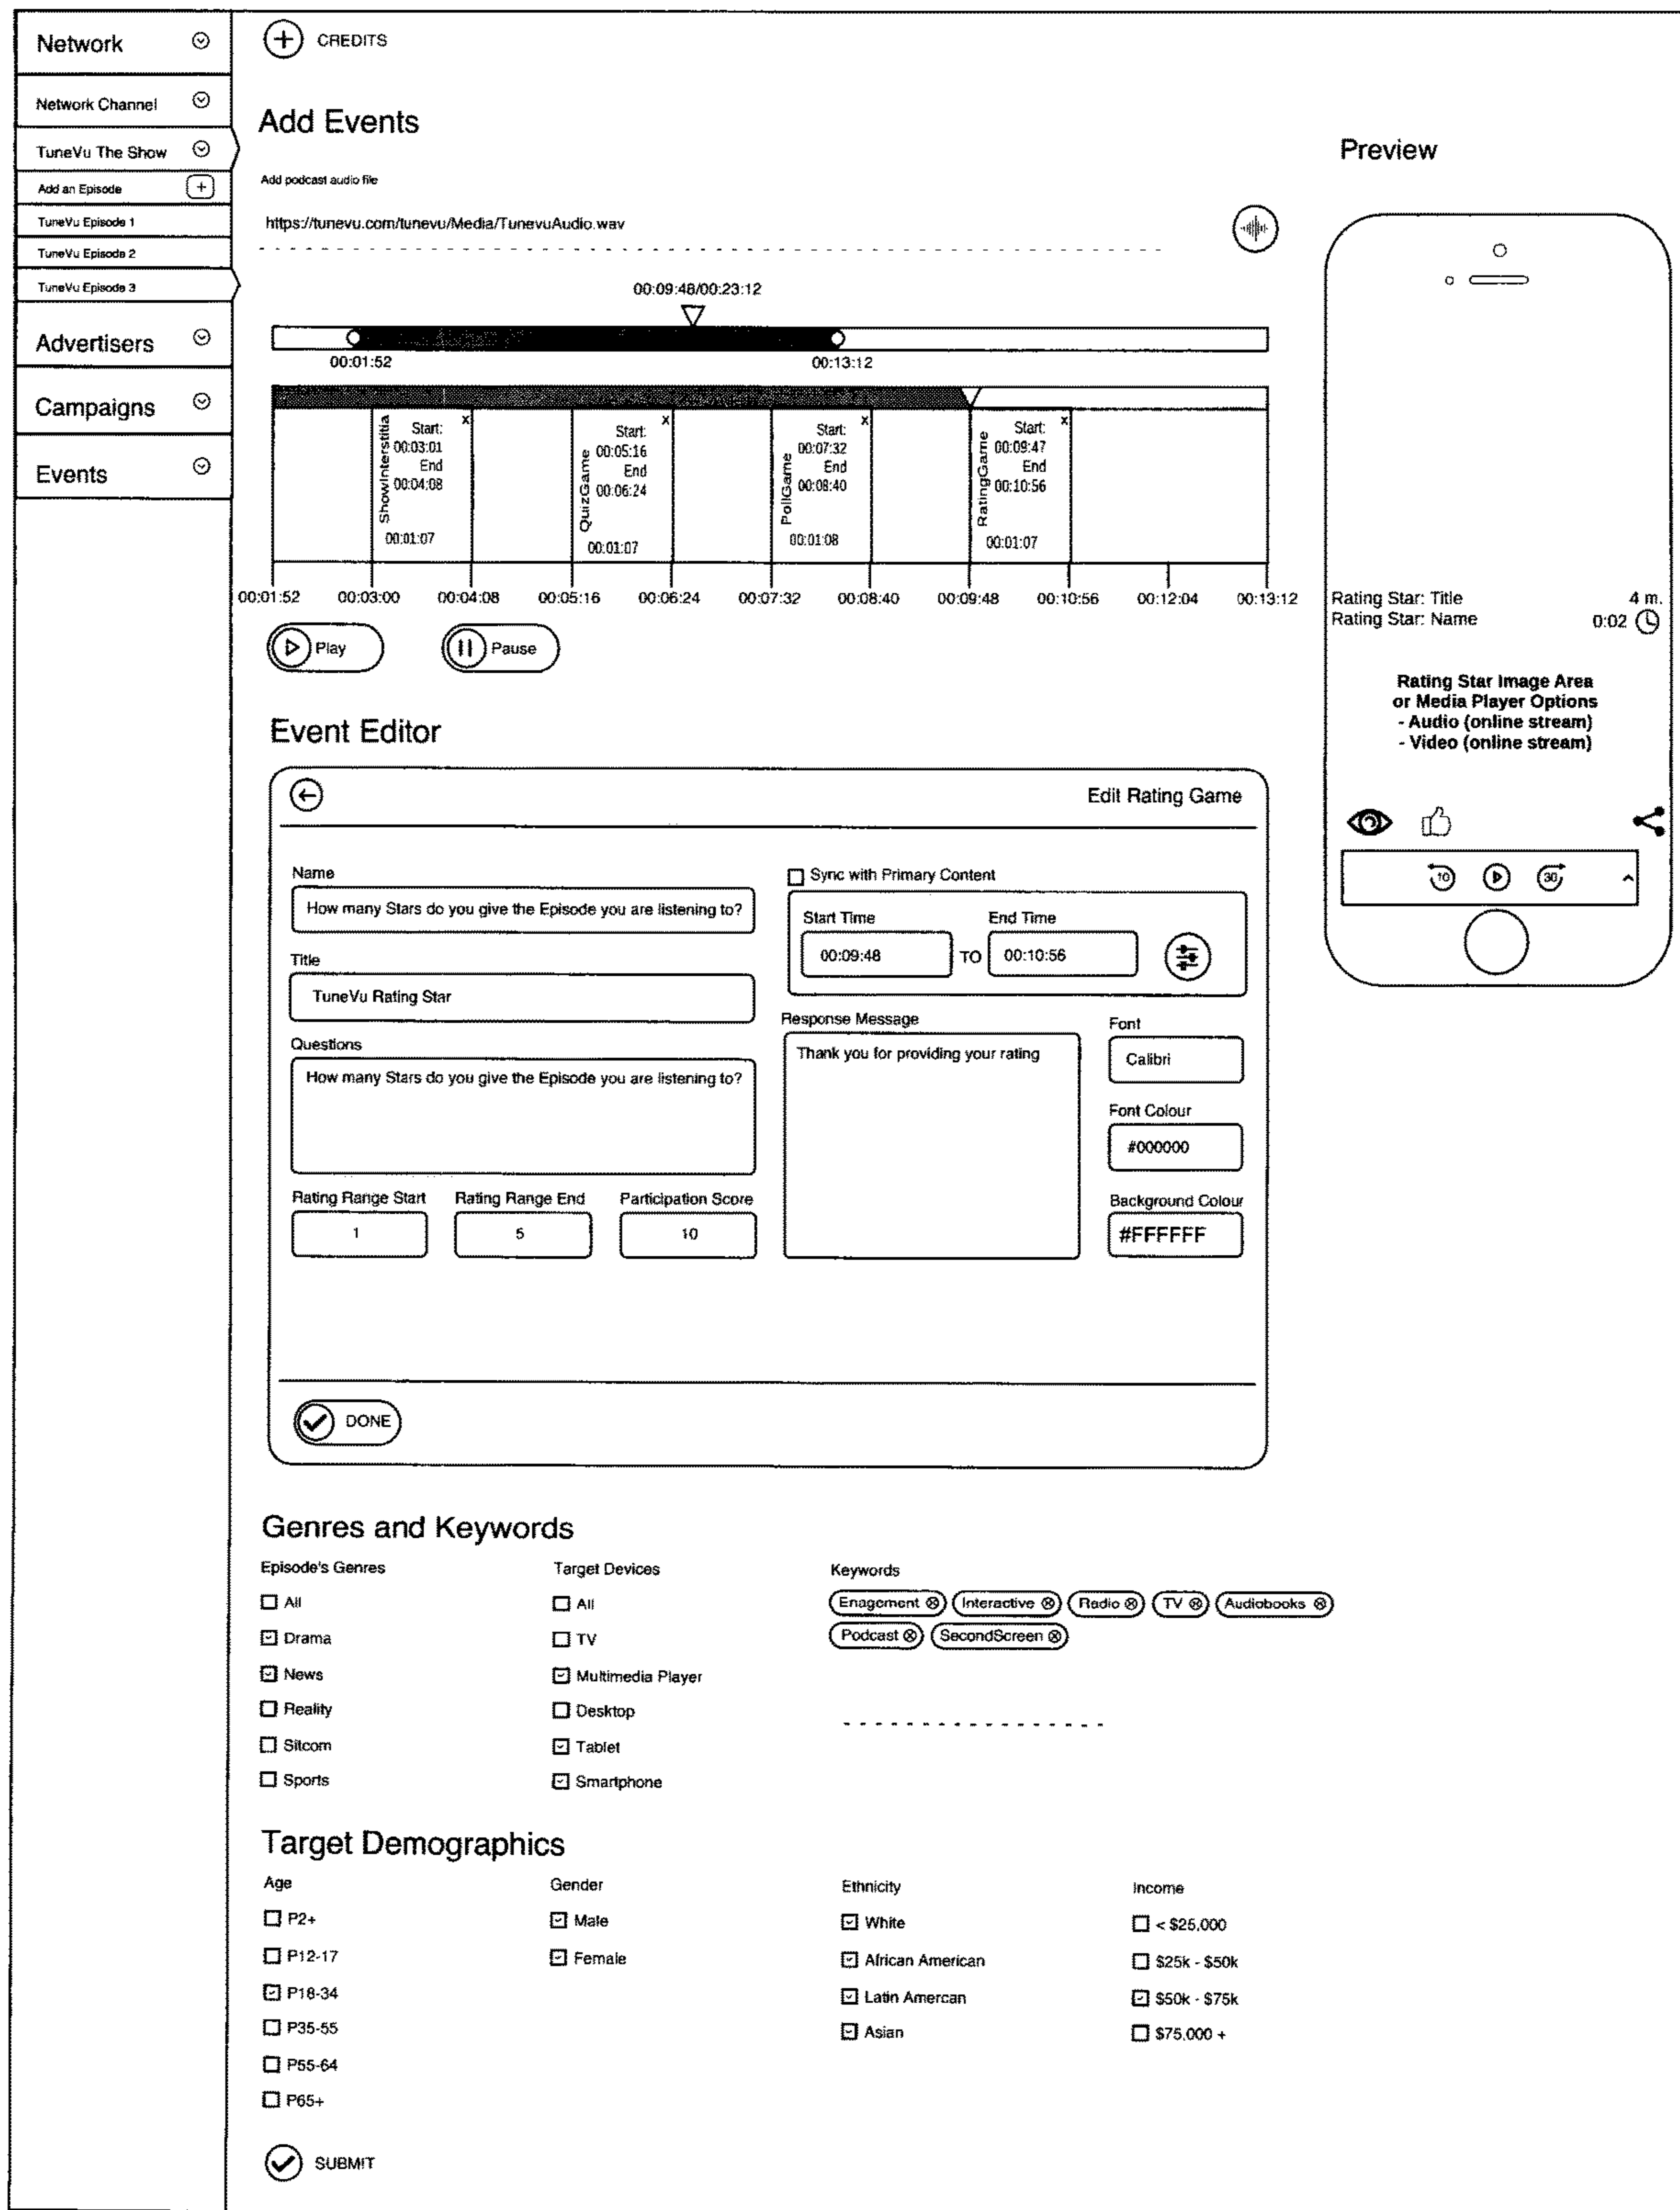 Network
Network Channel
TuneVu The Show
Add an Episode
TuneVu Episode 1
TuneVu Episode 2
TuneVu Episode 3
Advertisers
Campaigns
Events
CREDITS
Add Events
Add podcast audio file
https://tunevu.com/tunevu/Media/TunevuAudio.wav
00:09:48/00:23:12
00:01:52 00:13:12
ShowInterstitia
Start:
00:03:01
End
00:04:08
00:01:07
x
QuizGame
Start:
00:05:16
End
00:06:24
00:01:07
x
PollGame
Start:
00:07:32
End
00:08:40
00:01:08
x
RatingGame
Start:
00:09:47
End
00:10:56
00:01:07
x
00:01:52 00:03:00 00:04:08 00:05:16 00:06:24 00:07:32 00:08:40 00:09:48 00:10:56 00:12:04 00:13:12
Play Pause
Event Editor
Edit Rating Game
Name
How many Stars do you give the Episode you are listening to?
Title
TuneVu Rating Star
Questions
How many Stars do you give the Episode you are listening to?
Rating Range Start Rating Range End Participation Score
1 5 10
Sync with Primary Content
Start Time End Time
00:09:48 TO 00:10:56
Response Message
Thank you for providing your rating
Font
Calibri
Font Colour
#000000
Background Colour
#FFFFFF
DONE
Preview
Rating Star: Title 4 m.
Rating Star: Name 0:02
Rating Star Image Area
or Media Player Options
- Audio (online stream)
- Video (online stream)
10 30
Genres and Keywords
Episode's Genres
All
Drama
News
Reality
Sitcom
Sports
Target Devices
All
TV
Multimedia Player
Desktop
Tablet
Smartphone
Keywords
Enagement Interactive Radio TV Audiobooks
Podcast SecondScreen
Target Demographics
Age
P2+
P12-17
P18-34
P35-55
P55-64
P65+
Gender
Male
Female
Ethnicity
White
African American
Latin Amercan
Asian
Income
< $25,000
$25k - $50k
$50k - $75k
$75,000 +
SUBMIT